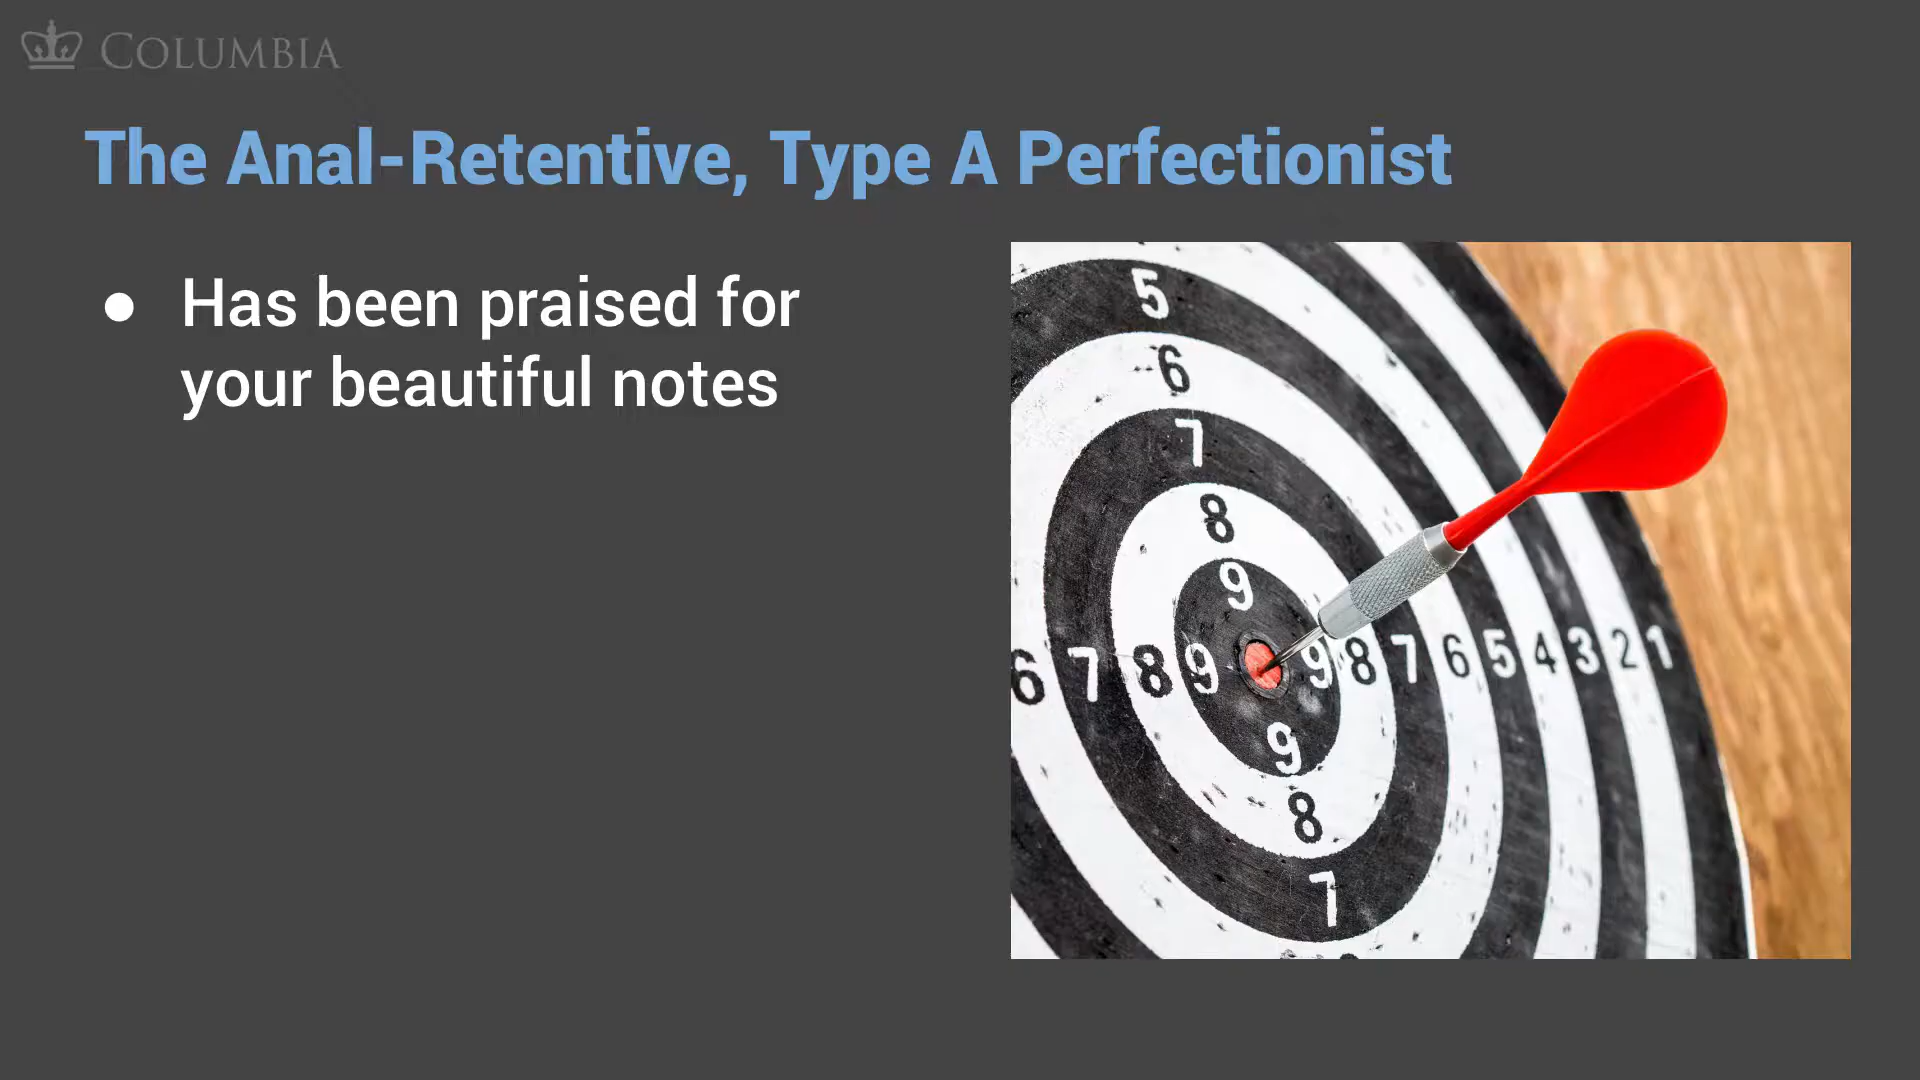 COLUMBIA
The Anal-Retentive, Type A Perfectionist
● Has been praised for
your beautiful notes
5
6
7
8
9
6 7 8 9 9 8 7 6 5 4 3 2 1
9
8
7